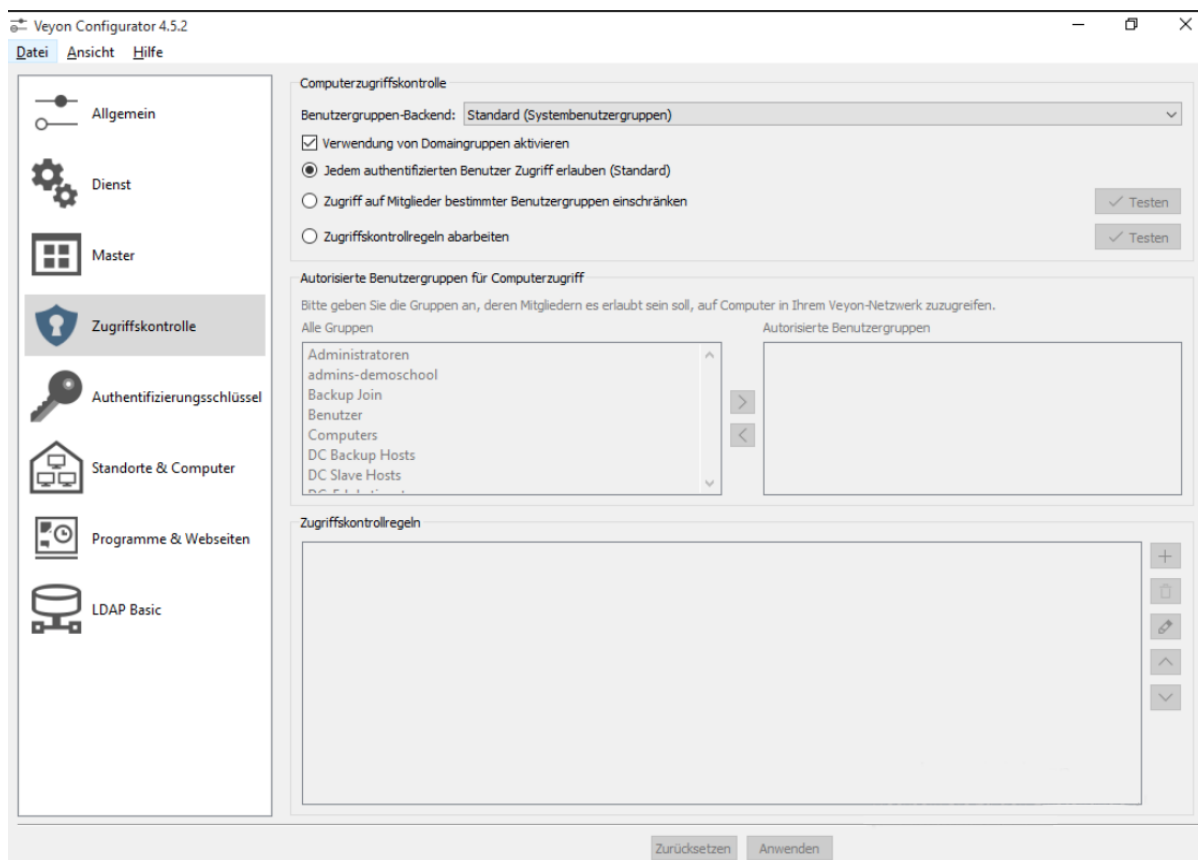 Veyon Configurator 4.5.2
Datei Ansicht Hilfe
Allgemein
Dienst
Master
Zugriffskontrolle
Authentifizierungsschlüssel
Standorte & Computer
Programme & Webseiten
LDAP Basic
Computerzugriffskontrolle
Benutzergruppen-Backend: Standard (Systembenutzergruppen)
Verwendung von Domaingruppen aktivieren
Jedem authentifizierten Benutzer Zugriff erlauben (Standard)
Zugriff auf Mitglieder bestimmter Benutzergruppen einschränken Testen
Zugriffskontrollregeln abarbeiten Testen
Autorisierte Benutzergruppen für Computerzugriff
Bitte geben Sie die Gruppen an, deren Mitgliedern es erlaubt sein soll, auf Computer in Ihrem Veyon-Netzwerk zuzugreifen.
Alle Gruppen
Administratoren
admins-demoschool
Backup Join
Benutzer
Computers
DC Backup Hosts
DC Slave Hosts
Autorisierte Benutzergruppen
Zugriffskontrollregeln
Zurücksetzen Anwenden